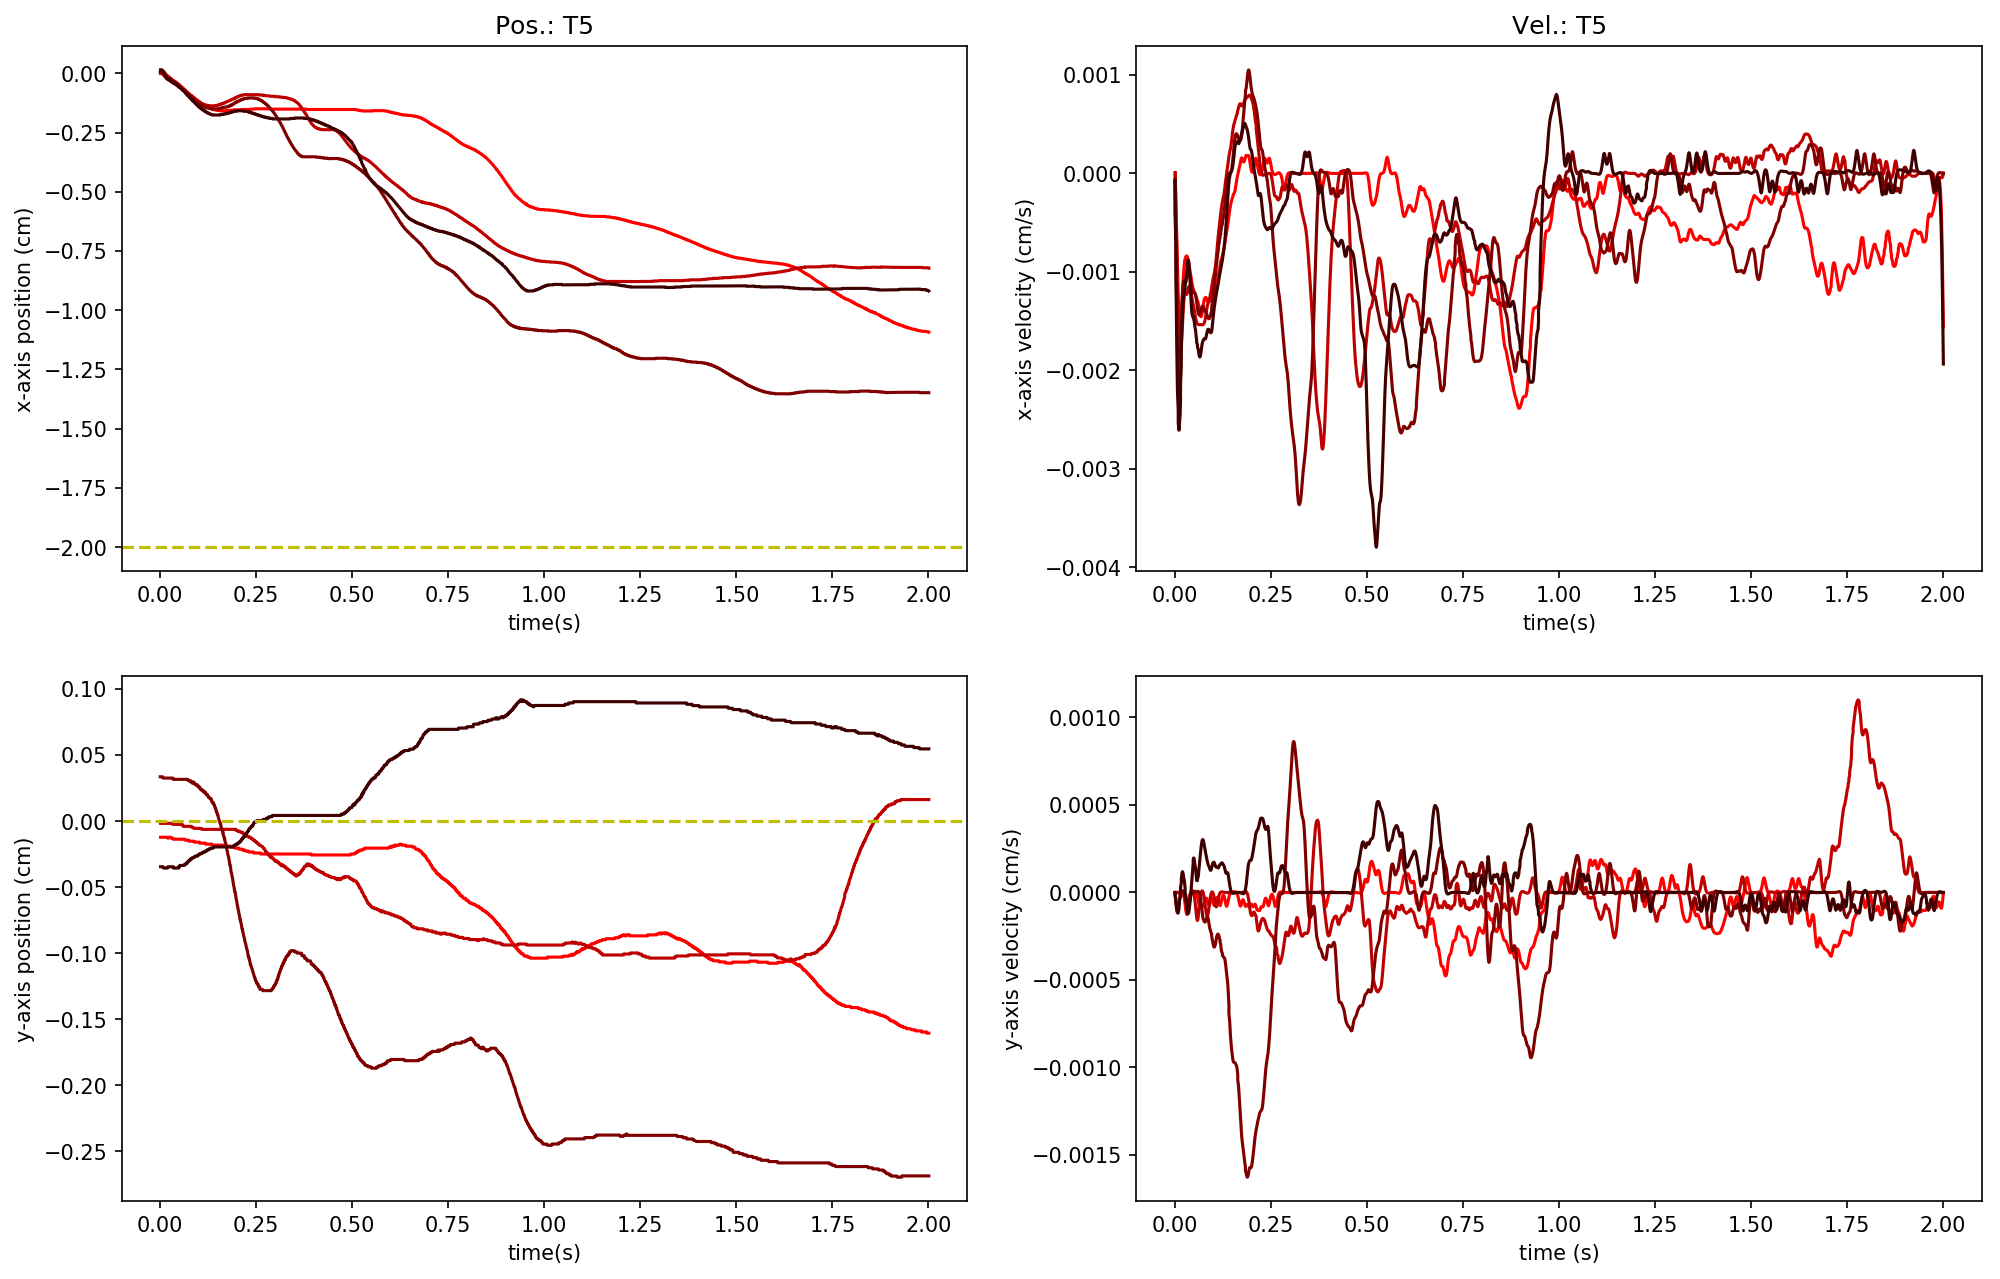 Pos.: T5
0.00
−0.25
−0.50
−0.75
−1.00
−1.25
−1.50
−1.75
−2.00
x-axis position (cm)
0.00 0.25 0.50 0.75 1.00 1.25 1.50 1.75 2.00
time(s)
Vel.: T5
0.001
0.000
−0.001
−0.002
−0.003
−0.004
x-axis velocity (cm/s)
0.00 0.25 0.50 0.75 1.00 1.25 1.50 1.75 2.00
time(s)
0.10
0.05
0.00
−0.05
−0.10
−0.15
−0.20
−0.25
y-axis position (cm)
0.00 0.25 0.50 0.75 1.00 1.25 1.50 1.75 2.00
time(s)
0.0010
0.0005
0.0000
−0.0005
−0.0010
−0.0015
y-axis velocity (cm/s)
0.00 0.25 0.50 0.75 1.00 1.25 1.50 1.75 2.00
time (s)